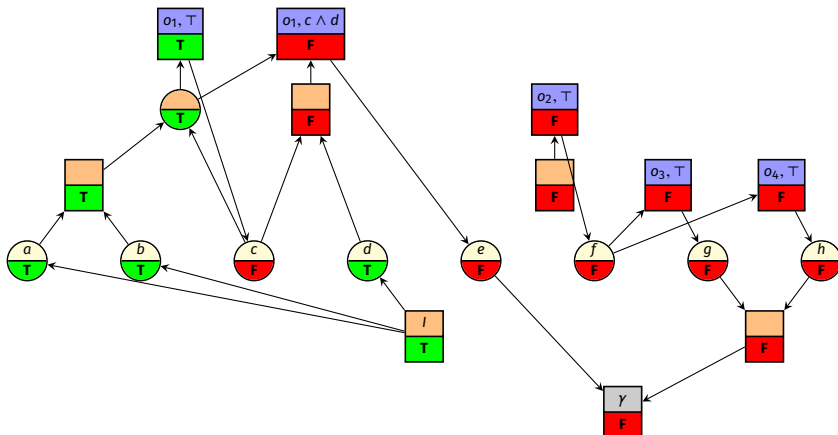 o₁, ⊤ o₁, c ∧ d
T F
o₂, ⊤
T F F
o₃, ⊤ o₄, ⊤
T F F F
a b c d e f g h
T T F T F F F F
I
T F
γ
F